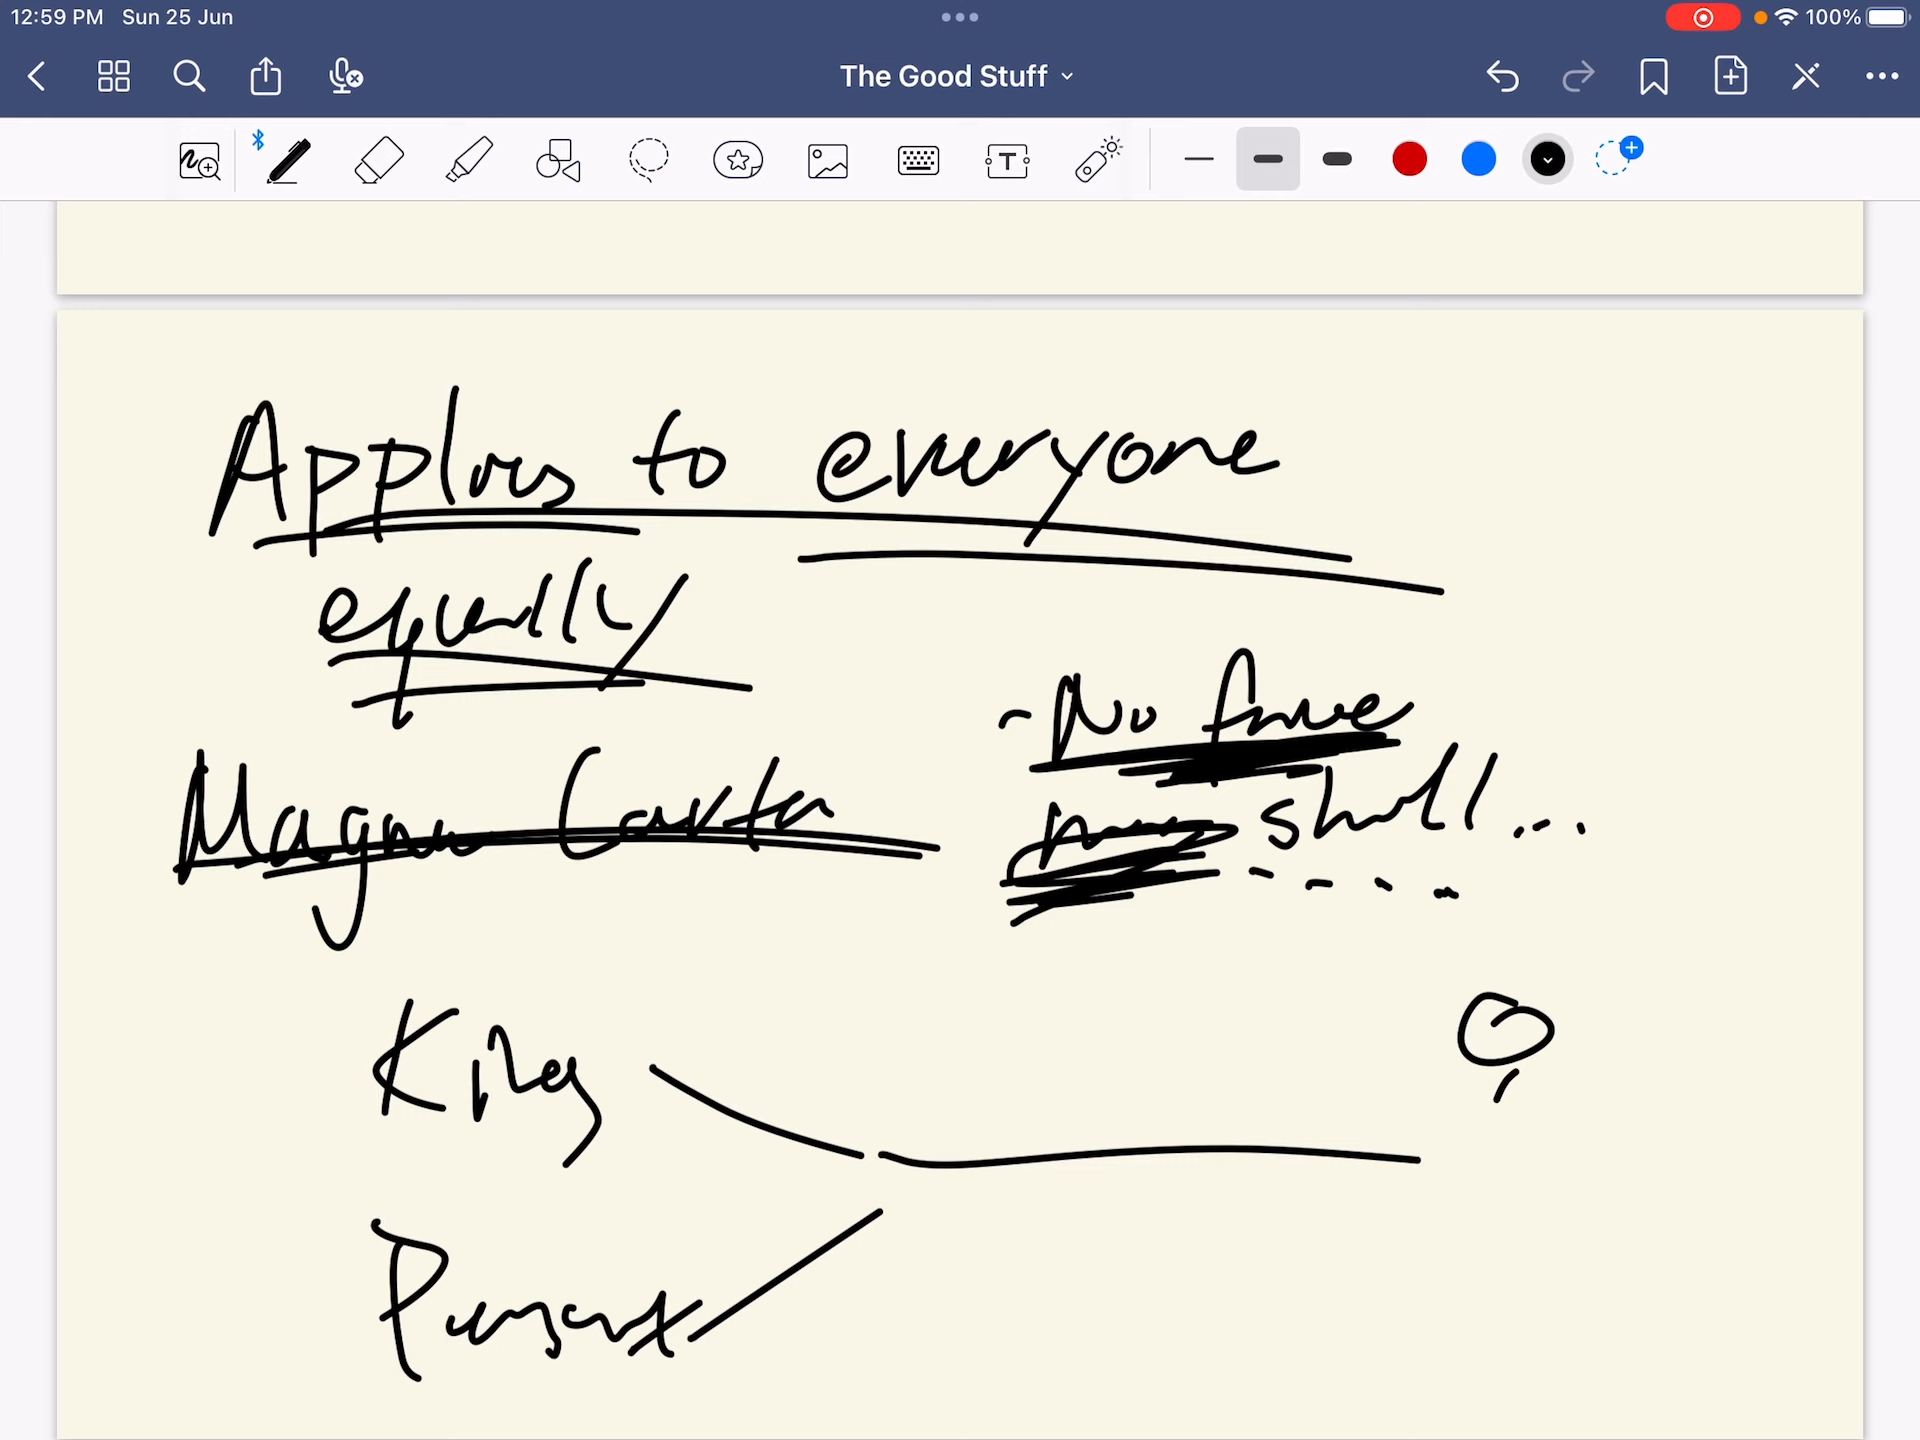 12:59 PM Sun 25 Jun
100%
The Good Stuff
T
Applies to everyone
equally
- No free
man shall...
Magna Carta
King
Peasant